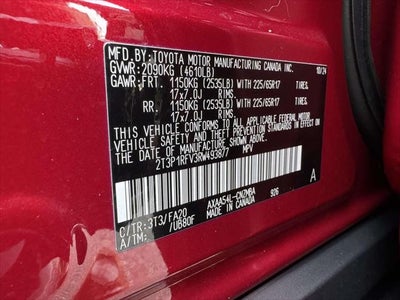 MFD.BY: TOYOTA MOTOR MANUFACTURING CANADA INC. 10/24
GVWR: 2090KG (4610LB)
GAWR: FRT. 1150KG (2535LB) WITH 225/65R17 TIRES,
17x7.0J RIMS.
RR. 1150KG (2535LB) WITH 225/65R17 TIRES,
17x7.0J RIMS.
THIS VEHICLE CONFORMS TO ALL APPLICABLE
FEDERAL MOTOR VEHICLE SAFETY AND
THEFT PREVENTION STANDARDS IN EFFECT ON
THE DATE OF MANUFACTURE SHOWN ABOVE.
2T3P1RFV3RW493877 MPV A
C/TR: 3T3/FA20 AXAA54L-CNZMBA 926
A/TM: /UB80F MADE IN CANADA